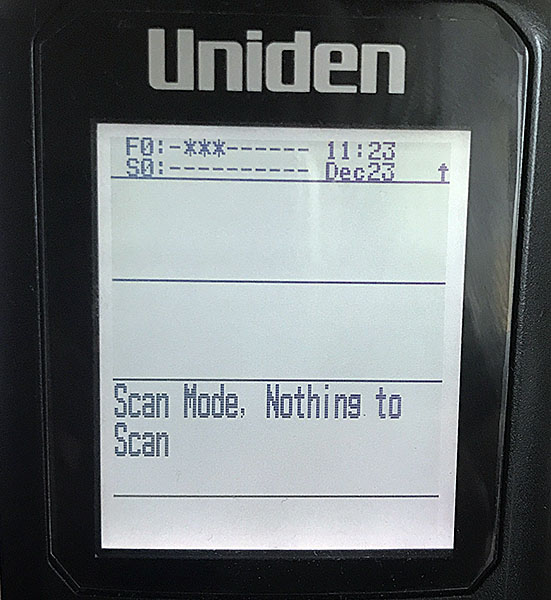 Uniden
F0:-***------ 11:23
S0:---------- Dec23 ↑
Scan Mode, Nothing to
Scan